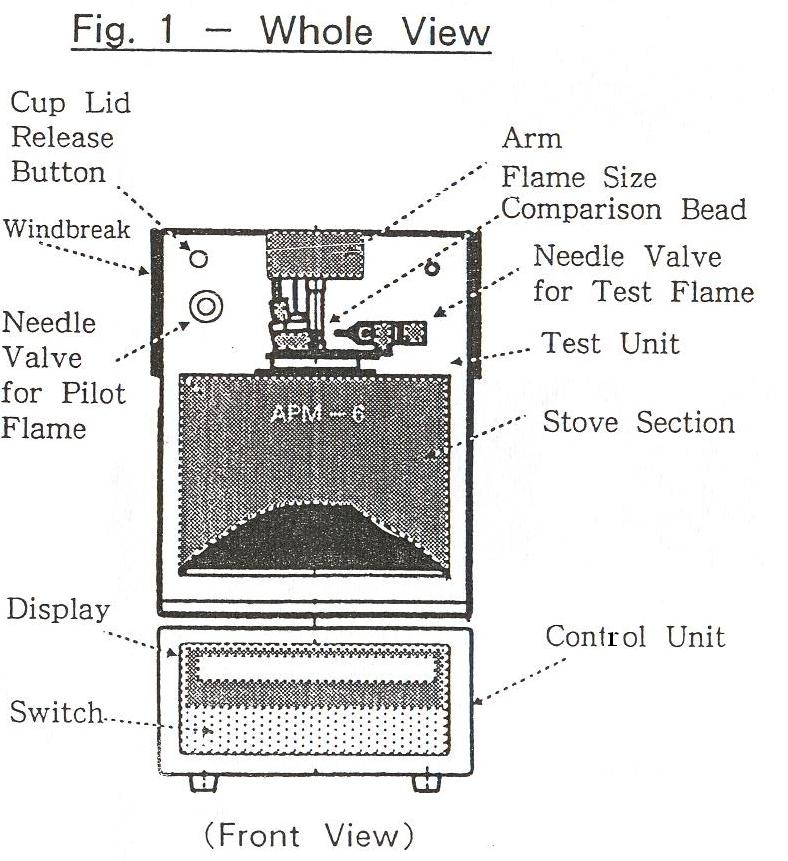 Fig. 1 — Whole View
Cup Lid
Release
Button
Windbreak
Needle
Valve
for Pilot
Flame
Arm
Flame Size
Comparison Bead
Needle Valve
for Test Flame
Test Unit
Stove Section
APM-6
Display
Switch
Control Unit
(Front View)